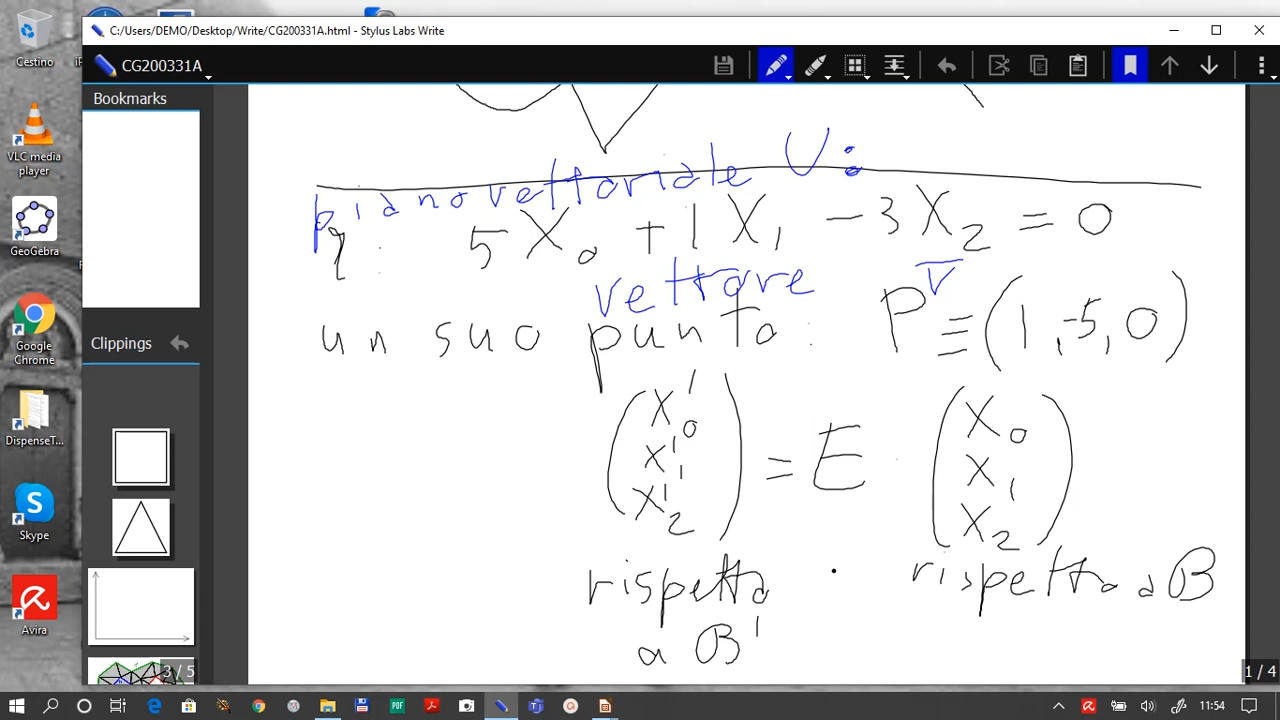 Cestino
C:/Users/DEMO/Desktop/Write/CG200331A.html - Stylus Labs Write
CG200331A
Bookmarks
VLC media player
GeoGebra
Google Chrome
Clippings
DispenseT...
Skype
Avira
3 / 5
piano vettoriale U:
r: 5X₀ + 1X₁ - 3X₂ = 0
vettore v
un suo punto: P ≡ (1, -5, 0)
(X'₀ X'₁ X'₂) = E · (X₀ X₁ X₂)
rispetto a B' rispetto a B
1 / 4
11:54